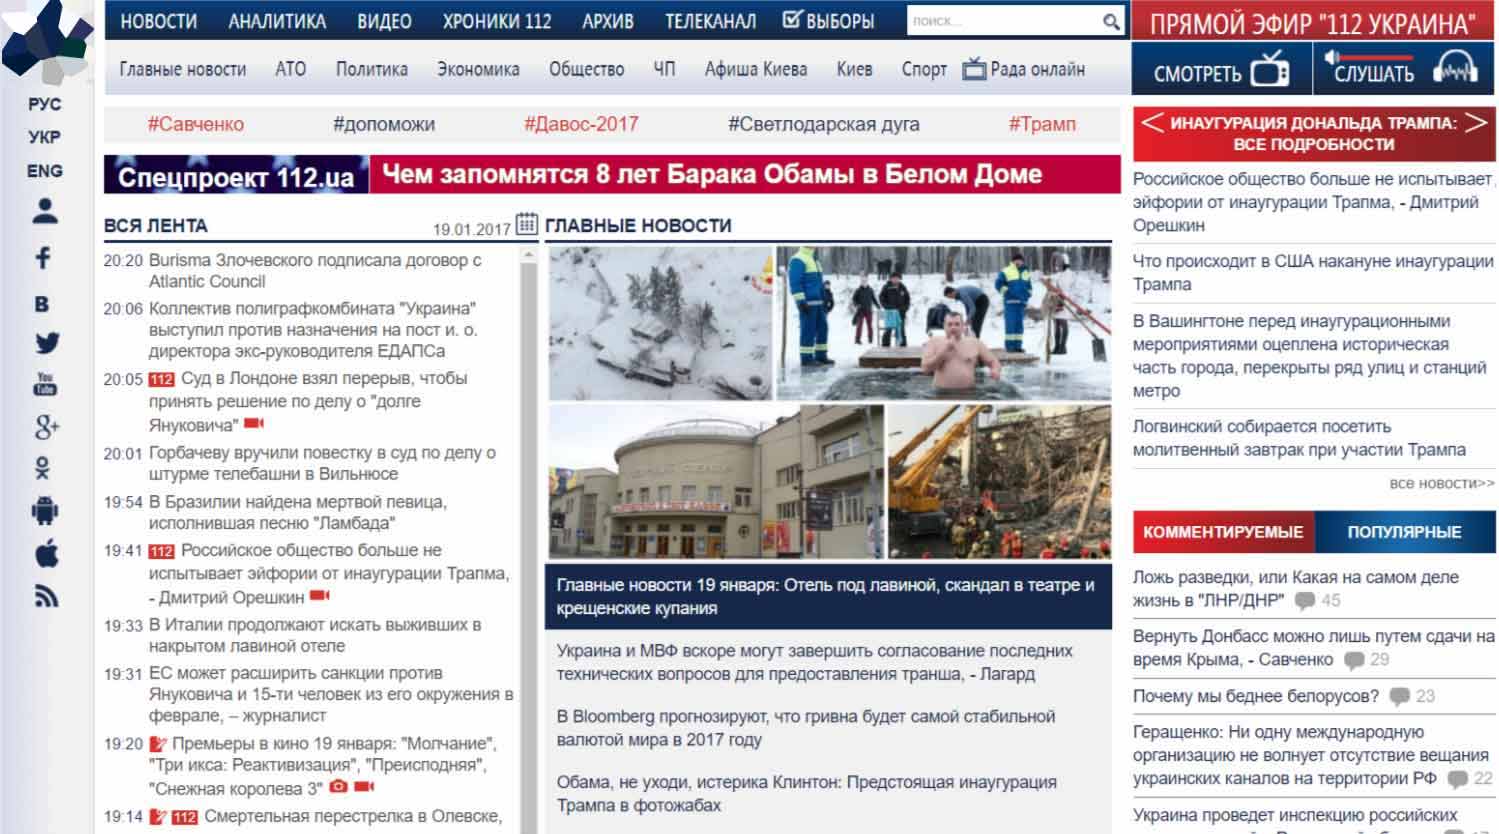 НОВОСТИ АНАЛИТИКА ВИДЕО ХРОНИКИ 112 АРХИВ ТЕЛЕКАНАЛ ВЫБОРЫ
поиск...
ПРЯМОЙ ЭФИР "112 УКРАИНА"
Главные новости АТО Политика Экономика Общество ЧП Афиша Киева Киев Спорт Рада онлайн
СМОТРЕТЬ
СЛУШАТЬ
РУС
УКР
ENG
B
You
Tube
g+
#Савченко #допоможи #Давос-2017 #Светлодарская дуга #Трамп
Спецпроект 112.ua
Чем запомнятся 8 лет Барака Обамы в Белом Доме
ВСЯ ЛЕНТА
19.01.2017
20:20 Burisma Злочевского подписала договор с
Atlantic Council
20:06 Коллектив полиграфкомбината "Украина"
выступил против назначения на пост и. о.
директора экс-руководителя ЕДАПСа
20:05 112 Суд в Лондоне взял перерыв, чтобы
принять решение по делу о "долге
Януковича"
20:01 Горбачеву вручили повестку в суд по делу о
штурме телебашни в Вильнюсе
19:54 В Бразилии найдена мертвой певица,
исполнившая песню "Ламбада"
19:41 112 Российское общество больше не
испытывает эйфории от инаугурации Трапма,
- Дмитрий Орешкин
19:33 В Италии продолжают искать выживших в
накрытом лавиной отеле
19:31 ЕС может расширить санкции против
Януковича и 15-ти человек из его окружения в
феврале, – журналист
19:20 Премьеры в кино 19 января: "Молчание",
"Три икса: Реактивизация", "Преисподняя",
"Снежная королева 3"
19:14 112 Смертельная перестрелка в Олевске,
ГЛАВНЫЕ НОВОСТИ
Главные новости 19 января: Отель под лавиной, скандал в театре и
крещенские купания
Украина и МВФ вскоре могут завершить согласование последних
технических вопросов для предоставления транша, - Лагард
В Bloomberg прогнозируют, что гривна будет самой стабильной
валютой мира в 2017 году
Обама, не уходи, истерика Клинтон: Предстоящая инаугурация
Трампа в фотожабах
ИНАУГУРАЦИЯ ДОНАЛЬДА ТРАМПА:
ВСЕ ПОДРОБНОСТИ
Российское общество больше не испытывает
эйфории от инаугурации Трапма, - Дмитрий
Орешкин
Что происходит в США накануне инаугурации
Трампа
В Вашингтоне перед инаугурационными
мероприятиями оцеплена историческая
часть города, перекрыты ряд улиц и станций
метро
Логвинский собирается посетить
молитвенный завтрак при участии Трампа
все новости>>
КОММЕНТИРУЕМЫЕ ПОПУЛЯРНЫЕ
Ложь разведки, или Какая на самом деле
жизнь в "ЛНР/ДНР" 45
Вернуть Донбасс можно лишь путем сдачи на
время Крыма, - Савченко 29
Почему мы беднее белорусов? 23
Геращенко: Ни одну международную
организацию не волнует отсутствие вещания
украинских каналов на территории РФ 22
Украина проведет инспекцию российских